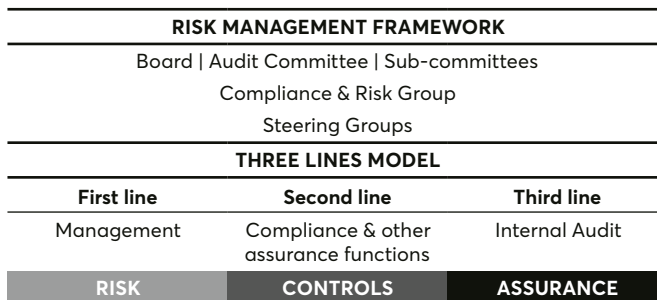 RISK MANAGEMENT FRAMEWORK
Board | Audit Committee | Sub-committees
Compliance & Risk Group
Steering Groups
THREE LINES MODEL
First line Second line Third line
Management Compliance & other Internal Audit
assurance functions
RISK CONTROLS ASSURANCE